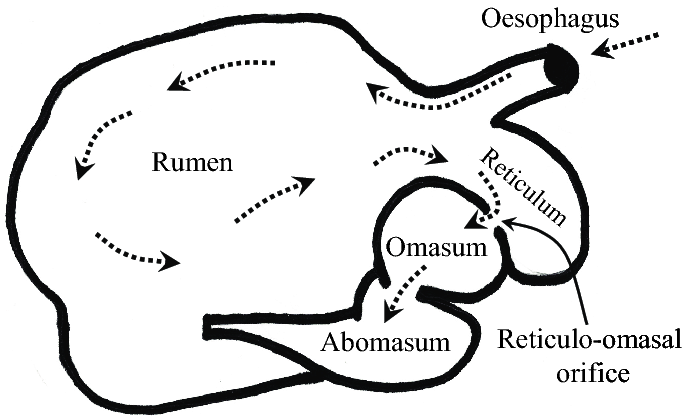 Oesophagus
Rumen
Reticulum
Omasum
Abomasum
Reticulo-omasal
orifice